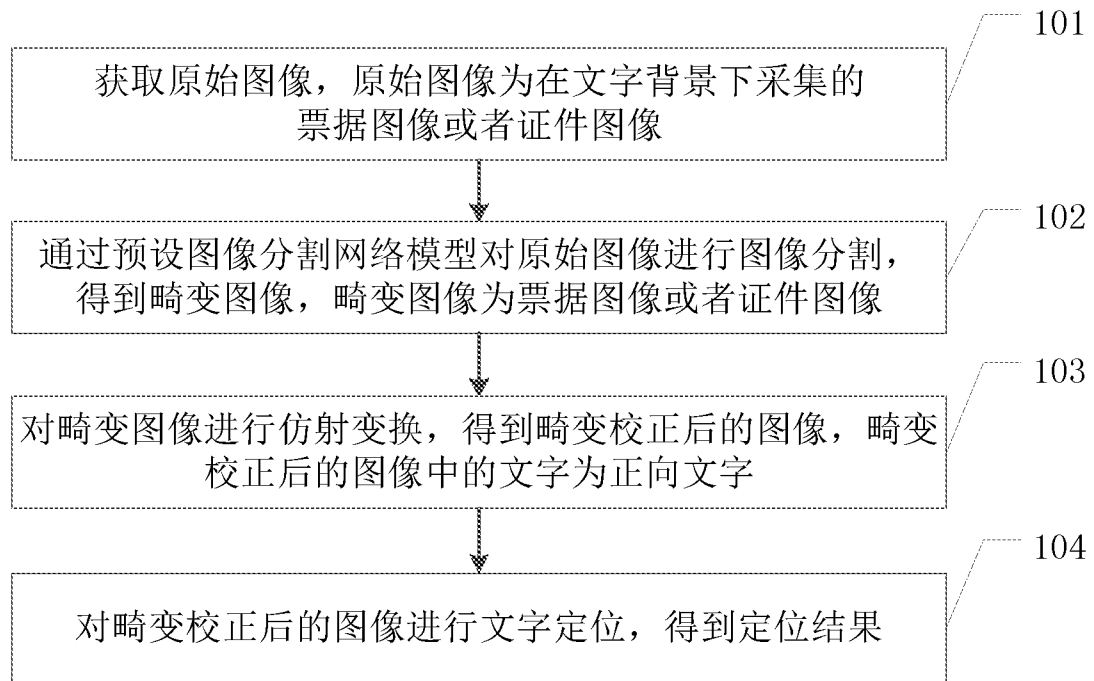 101
获取原始图像，原始图像为在文字背景下采集的
票据图像或者证件图像
102
通过预设图像分割网络模型对原始图像进行图像分割，
得到畸变图像，畸变图像为票据图像或者证件图像
103
对畸变图像进行仿射变换，得到畸变校正后的图像，畸变
校正后的图像中的文字为正向文字
104
对畸变校正后的图像进行文字定位，得到定位结果